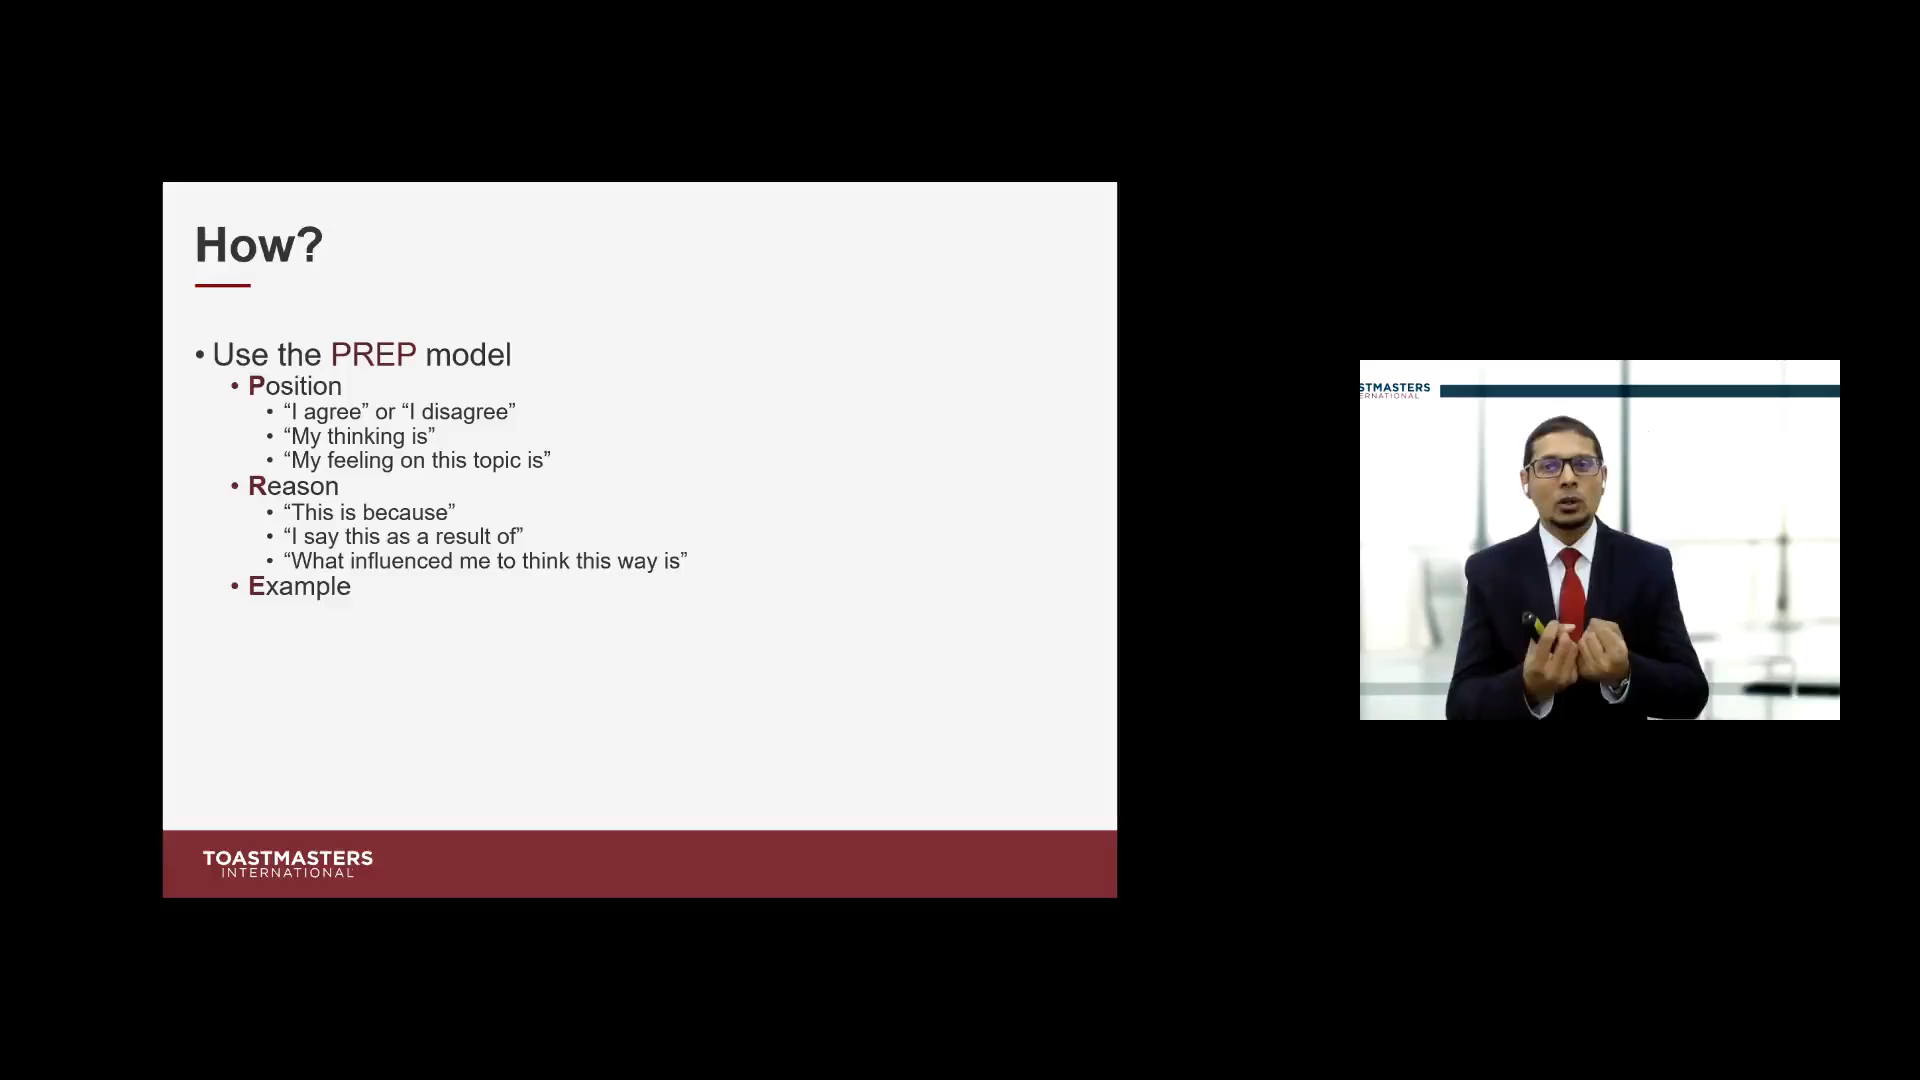 How?
• Use the PREP model
• Position
• “I agree” or “I disagree”
• “My thinking is”
• “My feeling on this topic is”
• Reason
• “This is because”
• “I say this as a result of”
• “What influenced me to think this way is”
• Example
TOASTMASTERS
INTERNATIONAL
STMASTERS
ERNATIONAL